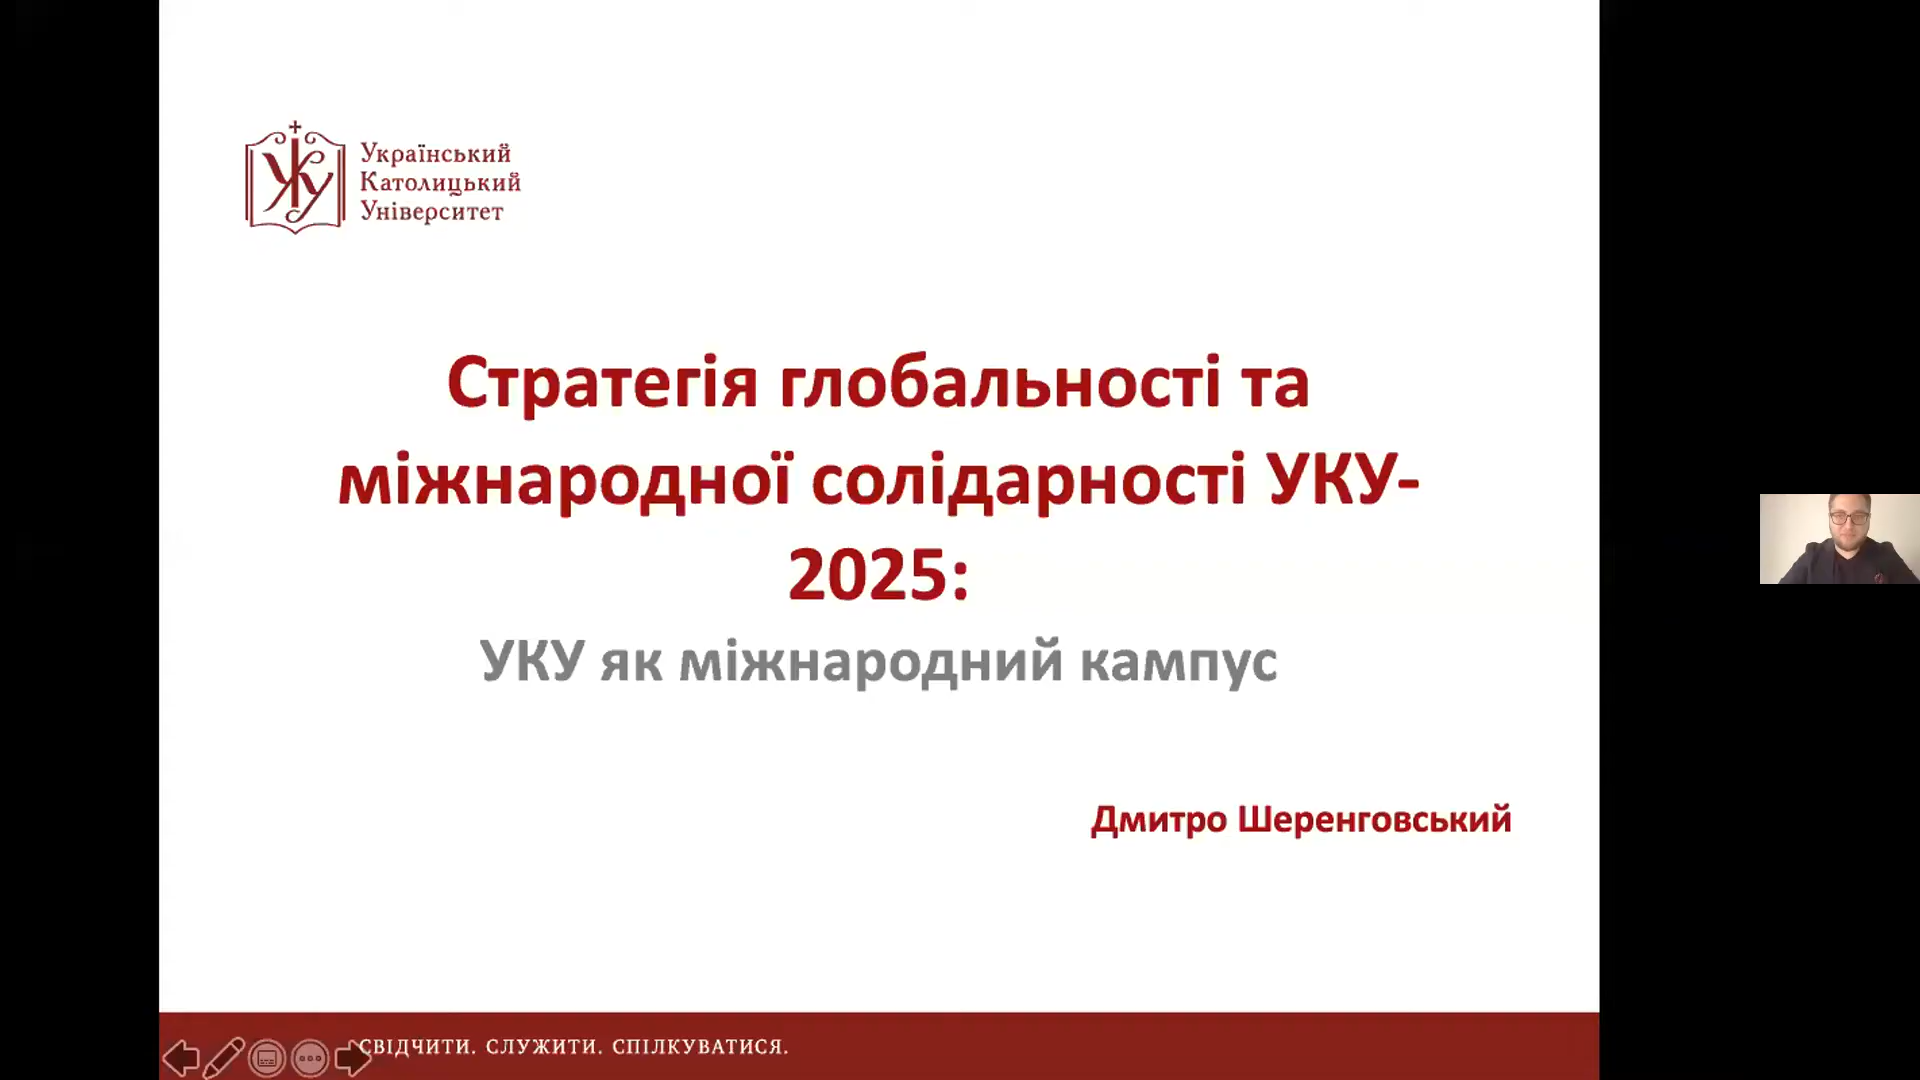 Український
Католицький
Університет
Стратегія глобальності та
міжнародної солідарності УКУ-
2025:
УКУ як міжнародний кампус
Дмитро Шеренговський
СВІДЧИТИ. СЛУЖИТИ. СПІЛКУВАТИСЯ.